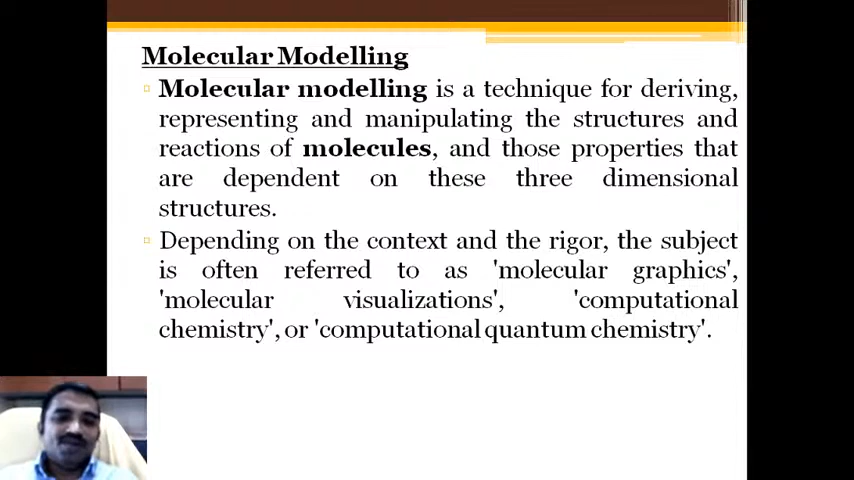 Molecular Modelling
Molecular modelling is a technique for deriving,
representing and manipulating the structures and
reactions of molecules, and those properties that
are dependent on these three dimensional
structures.
Depending on the context and the rigor, the subject
is often referred to as 'molecular graphics',
'molecular visualizations', 'computational
chemistry', or 'computational quantum chemistry'.